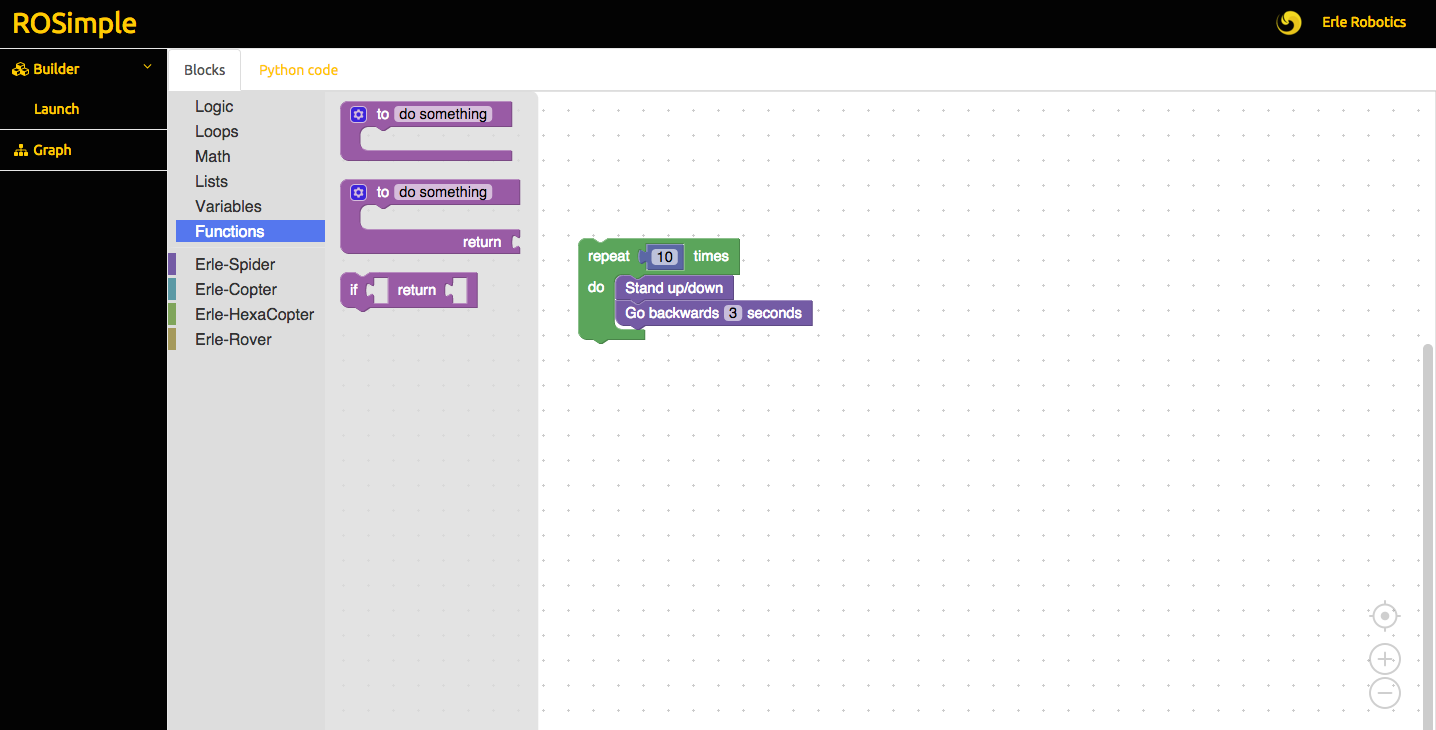 ROSimple
Erle Robotics
Builder
Launch
Graph
Blocks
Python code
Logic
Loops
Math
Lists
Variables
Functions
Erle-Spider
Erle-Copter
Erle-HexaCopter
Erle-Rover
to do something
to do something
return
if return
repeat 10 times
do Stand up/down
Go backwards 3 seconds